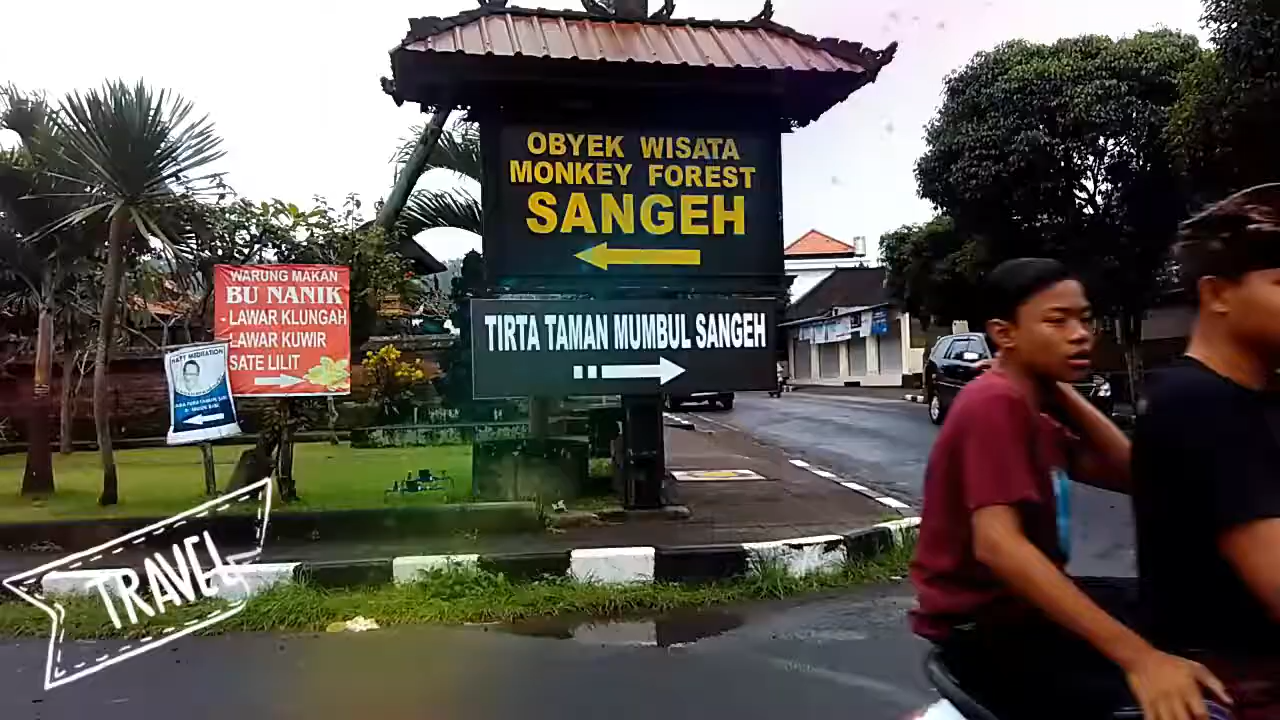 OBYEK WISATA
MONKEY FOREST
SANGEH
TIRTA TAMAN MUMBUL SANGEH
WARUNG MAKAN
BU NANIK
- LAWAR KLUNGAH
LAWAR KUWIR
SATE LILIT
TRAVEL